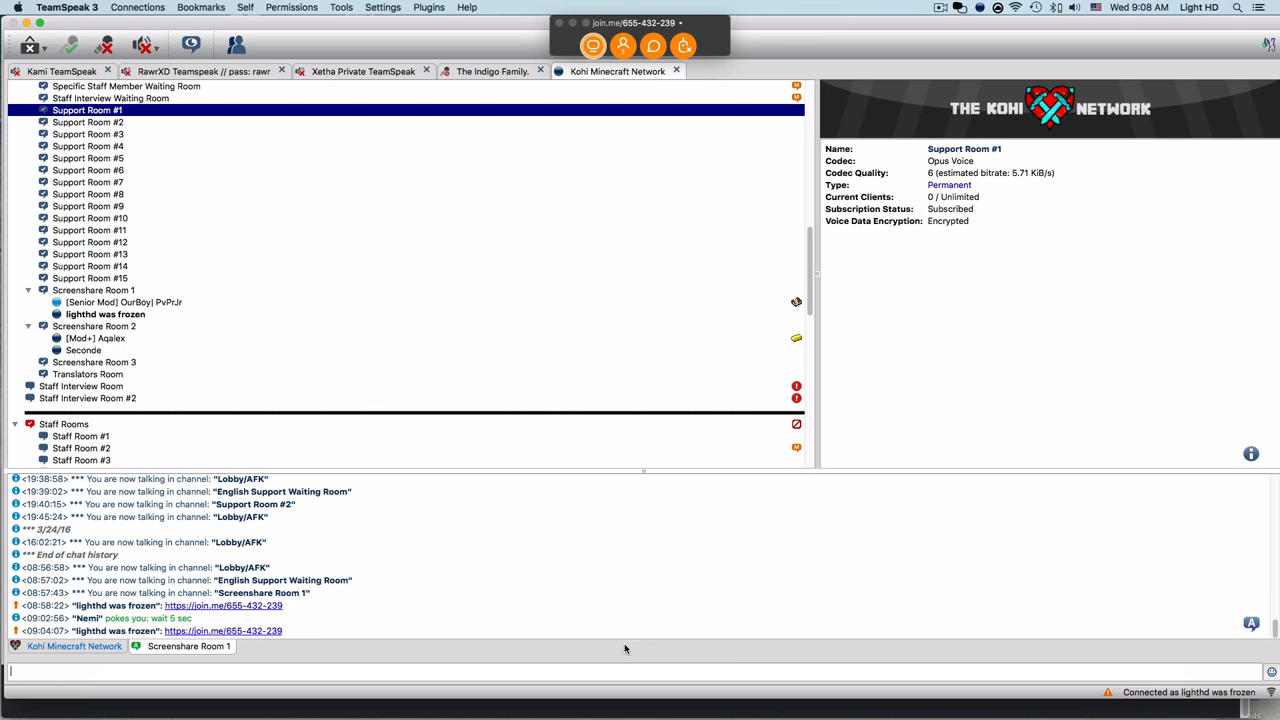 TeamSpeak 3 Connections Bookmarks Self Permissions Tools Settings Plugins Help Wed 9:08 AM Light HD
join.me/655-432-239
Kami TeamSpeak RawrXD Teamspeak // pass: rawr Xetha Private TeamSpeak The Indigo Family. Kohi Minecraft Network
Specific Staff Member Waiting Room
Staff Interview Waiting Room
Support Room #1
Support Room #2
Support Room #3
Support Room #4
Support Room #5
Support Room #6
Support Room #7
Support Room #8
Support Room #9
Support Room #10
Support Room #11
Support Room #12
Support Room #13
Support Room #14
Support Room #15
Screenshare Room 1
[Senior Mod] OurBoy| PvPrJr
lighthd was frozen
Screenshare Room 2
[Mod+] Aqalex
Seconde
Screenshare Room 3
Translators Room
Staff Interview Room
Staff Interview Room #2
Staff Rooms
Staff Room #1
Staff Room #2
Staff Room #3
THE KOHI NETWORK
Name: Support Room #1
Codec: Opus Voice
Codec Quality: 6 (estimated bitrate: 5.71 KiB/s)
Type: Permanent
Current Clients: 0 / Unlimited
Subscription Status: Subscribed
Voice Data Encryption: Encrypted
<19:38:58> *** You are now talking in channel: "Lobby/AFK"
<19:39:02> *** You are now talking in channel: "English Support Waiting Room"
<19:40:15> *** You are now talking in channel: "Support Room #2"
<19:45:24> *** You are now talking in channel: "Lobby/AFK"
*** 3/24/16
<16:02:21> *** You are now talking in channel: "Lobby/AFK"
*** End of chat history
<08:56:58> *** You are now talking in channel: "Lobby/AFK"
<08:57:02> *** You are now talking in channel: "English Support Waiting Room"
<08:57:43> *** You are now talking in channel: "Screenshare Room 1"
<08:58:22> "lighthd was frozen": https://join.me/655-432-239
<09:02:56> "Nemi" pokes you: wait 5 sec
<09:04:07> "lighthd was frozen": https://join.me/655-432-239
Kohi Minecraft Network Screenshare Room 1
Connected as lighthd was frozen